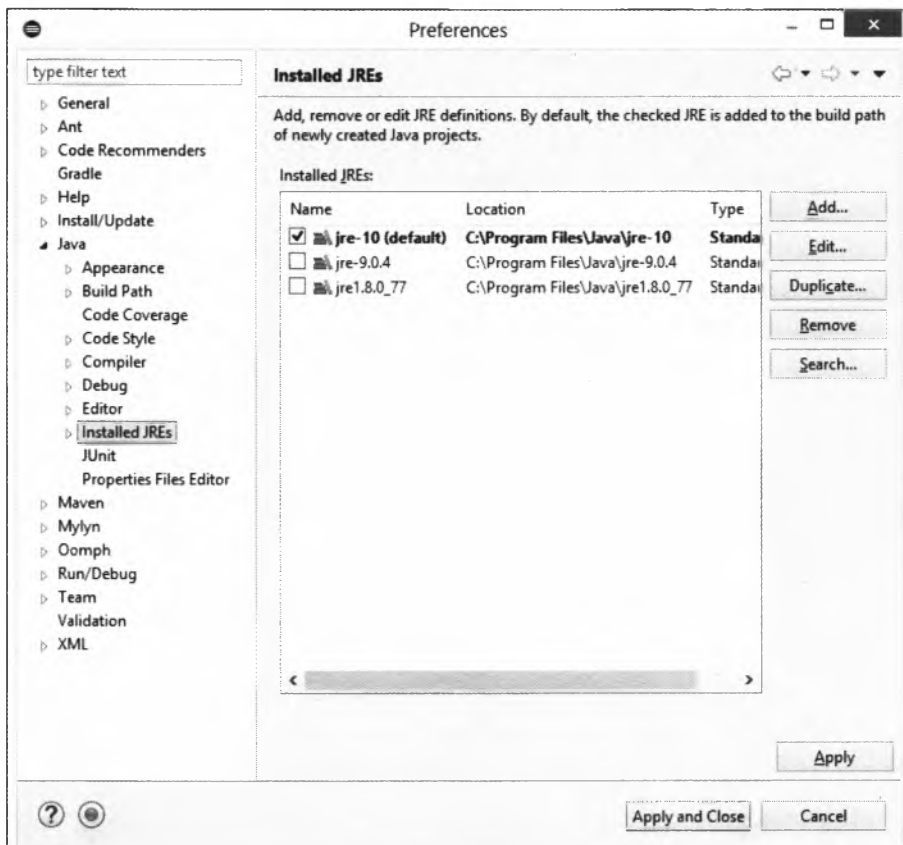 Preferences
type filter text
General
Ant
Code Recommenders
Gradle
Help
Install/Update
Java
Appearance
Build Path
Code Coverage
Code Style
Compiler
Debug
Editor
Installed JREs
JUnit
Properties Files Editor
Maven
Mylyn
Oomph
Run/Debug
Team
Validation
XML
Installed JREs
Add, remove or edit JRE definitions. By default, the checked JRE is added to the build path
of newly created Java projects.
Installed JREs:
Name Location Type
jre-10 (default) C:\Program Files\Java\jre-10 Standa
jre-9.0.4 C:\Program Files\Java\jre-9.0.4 Standa
jre1.8.0_77 C:\Program Files\Java\jre1.8.0_77 Standa
Add...
Edit...
Duplicate...
Remove
Search...
Apply
Apply and Close Cancel